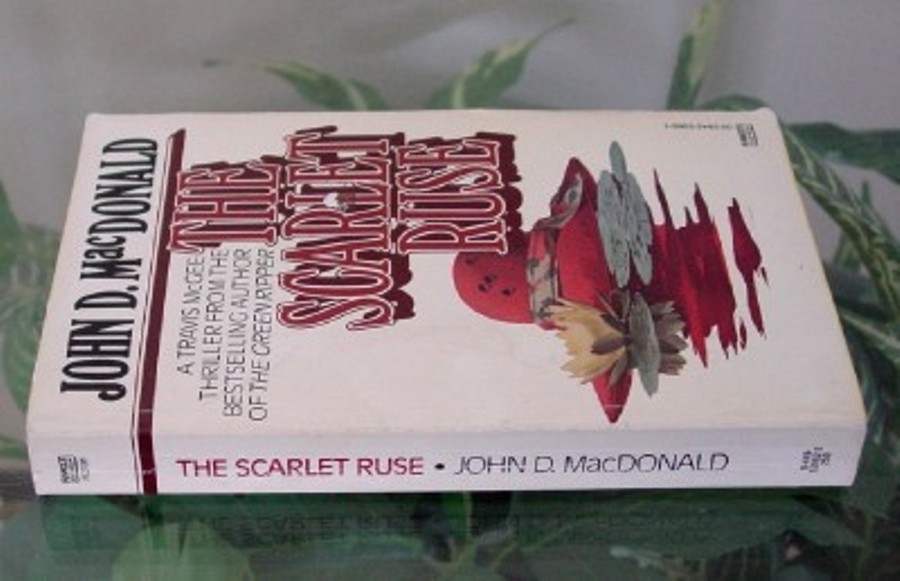 JOHN D. MacDONALD
THE
SCARLET
RUSE
A TRAVIS McGEE
THRILLER FROM THE
BESTSELLING AUTHOR
OF THE GREEN RIPPER
THE SCARLET RUSE • JOHN D. MacDONALD